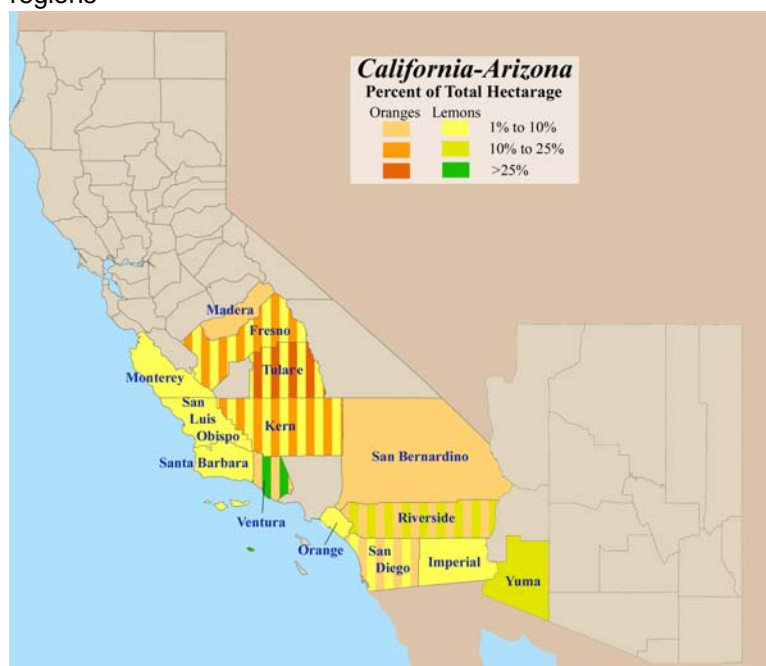 regions
California-Arizona
Percent of Total Hectarage
Oranges Lemons
1% to 10%
10% to 25%
>25%
Madera
Fresno
Tulare
Monterey
San
Luis
Obispo
Kern
Santa Barbara
San Bernardino
Ventura
Riverside
Orange
San
Diego
Imperial
Yuma